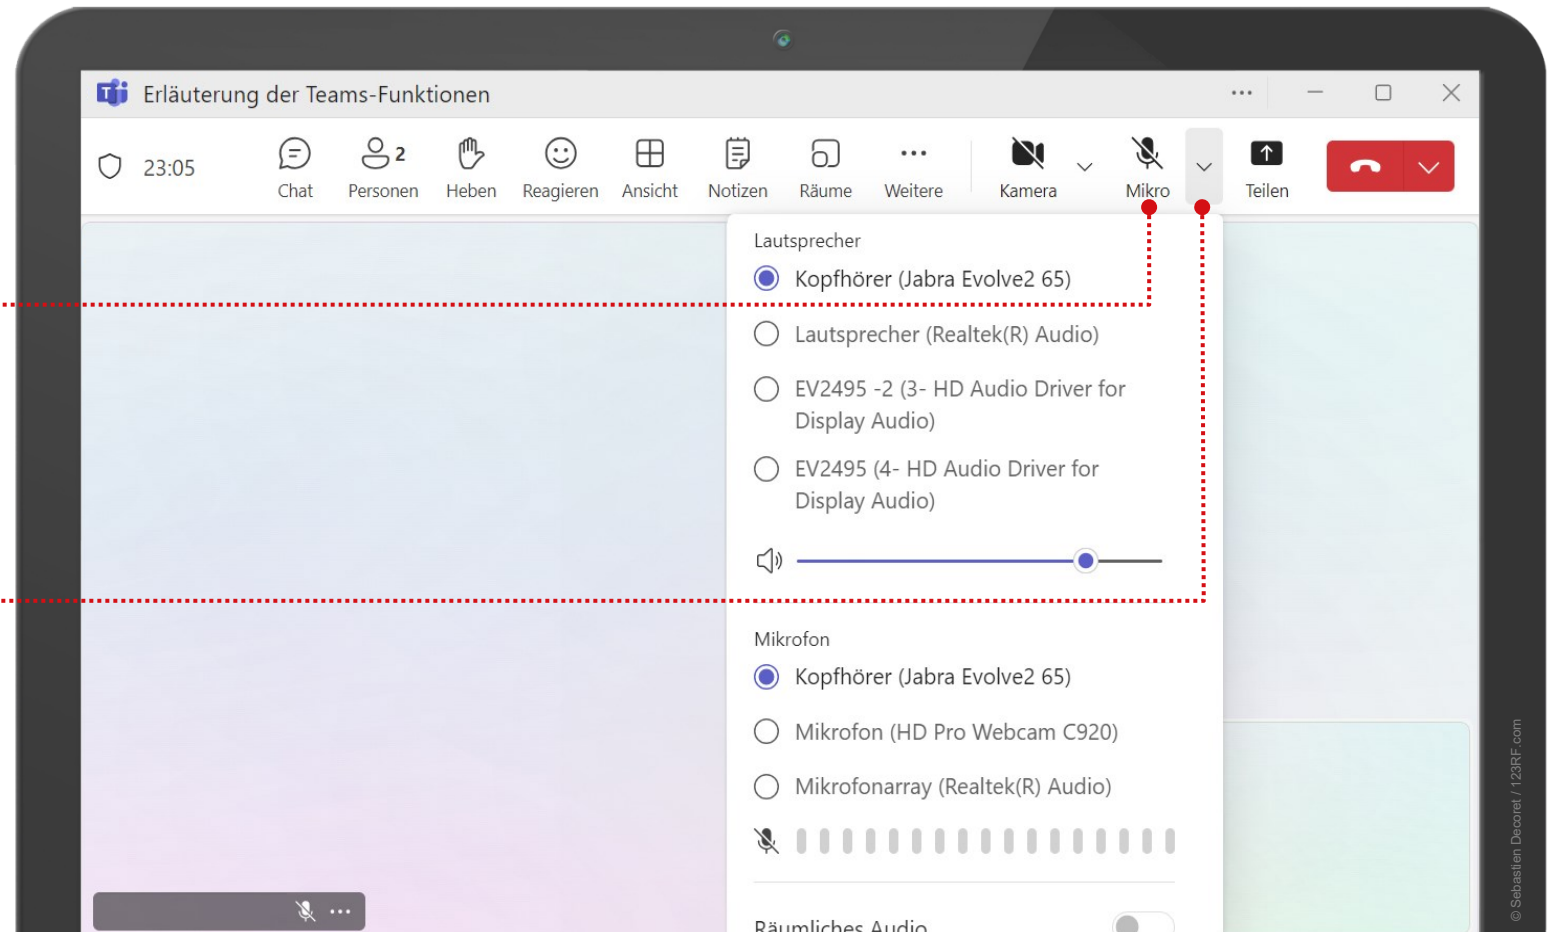 Erläuterung der Teams-Funktionen
23:05
Chat
Personen
2
Heben
Reagieren
Ansicht
Notizen
Räume
Weitere
Kamera
Mikro
Teilen
Lautsprecher
Kopfhörer (Jabra Evolve2 65)
Lautsprecher (Realtek(R) Audio)
EV2495 -2 (3- HD Audio Driver for
Display Audio)
EV2495 (4- HD Audio Driver for
Display Audio)
Mikrofon
Kopfhörer (Jabra Evolve2 65)
Mikrofon (HD Pro Webcam C920)
Mikrofonarray (Realtek(R) Audio)
Räumliches Audio
© Sebastien Decoret / 123RF.com